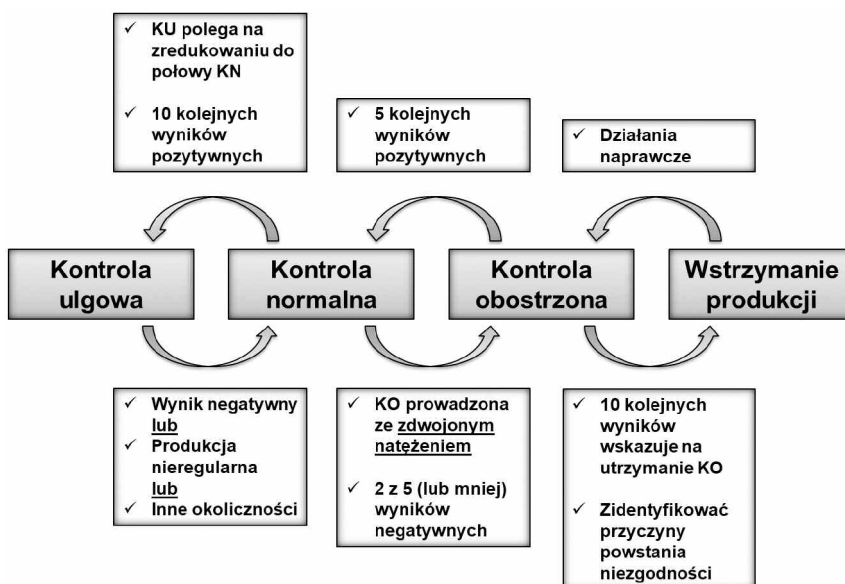 ✓ KU polega na
zredukowaniu do
połowy KN
✓ 10 kolejnych
wyników
pozytywnych
✓ 5 kolejnych
wyników
pozytywnych
✓ Działania
naprawcze
Kontrola
ulgowa
Kontrola
normalna
Kontrola
obostrzona
Wstrzymanie
produkcji
✓ Wynik negatywny
lub
✓ Produkcja
nieregularna
lub
✓ Inne okoliczności
✓ KO prowadzona
ze zdwojonym
natężeniem
✓ 2 z 5 (lub mniej)
wyników
negatywnych
✓ 10 kolejnych
wyników
wskazuje na
utrzymanie KO
✓ Zidentyfikować
przyczyny
powstania
niezgodności